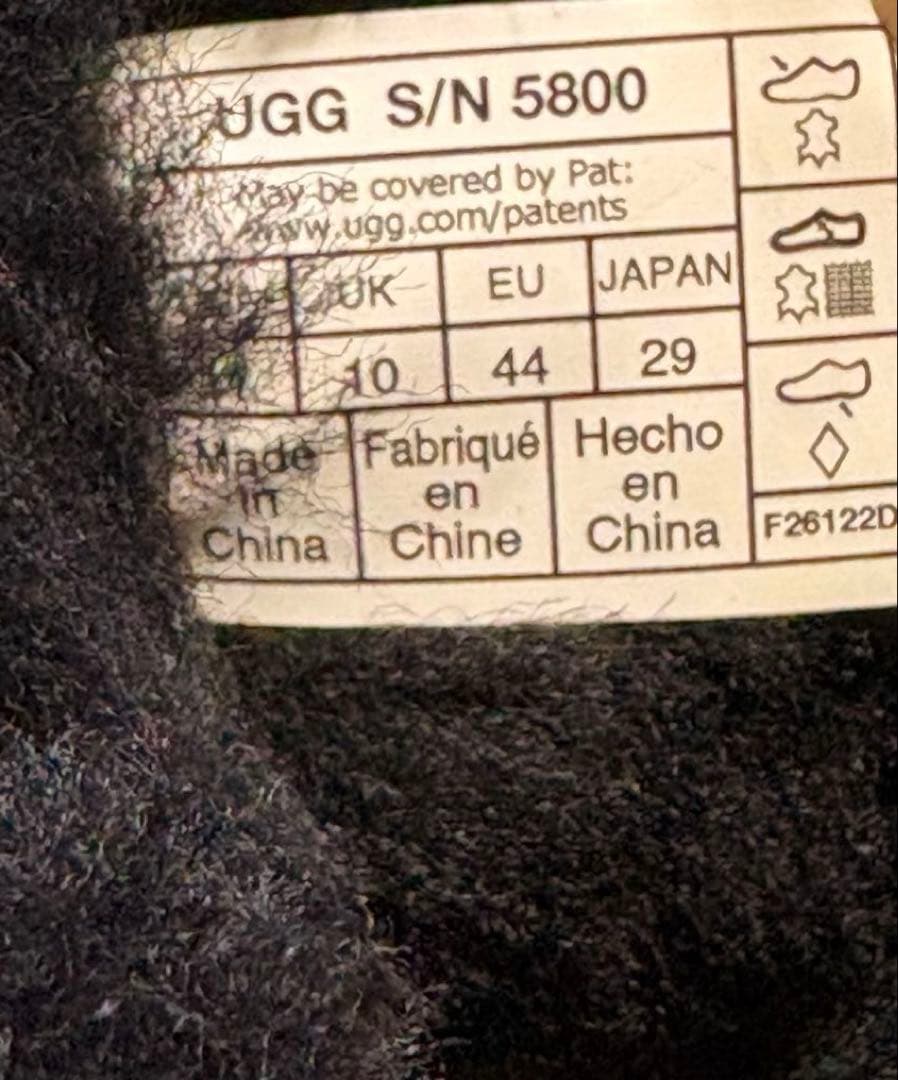 UGG S/N 5800
May be covered by Pat:
www.ugg.com/patents
UK EU JAPAN
10 44 29
Made in China
Fabriqué en Chine
Hecho en China
F26122D